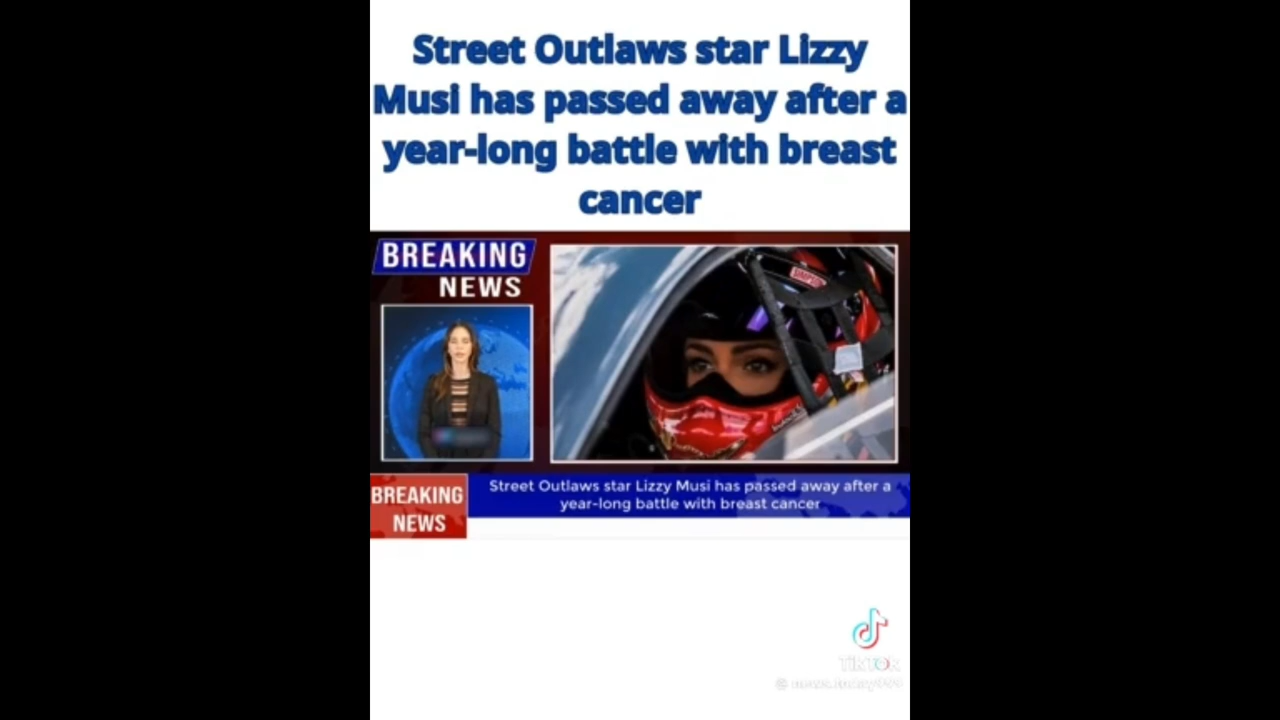 Street Outlaws star Lizzy
Musi has passed away after a
year-long battle with breast
cancer
BREAKING
NEWS
SIMPSON
BREAKING
NEWS
Street Outlaws star Lizzy Musi has passed away after a
year-long battle with breast cancer
TikTok